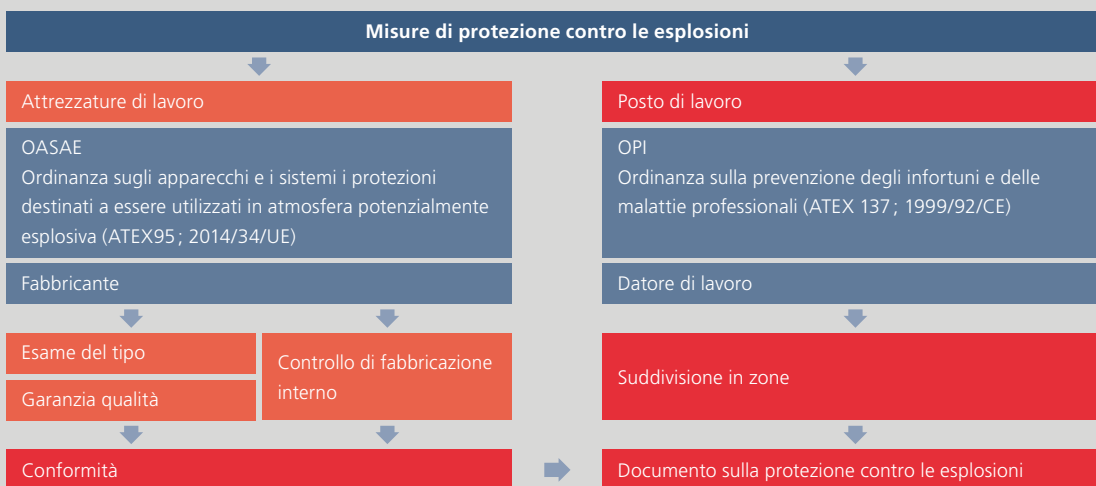 Misure di protezione contro le esplosioni
Attrezzature di lavoro
OASAE
Ordinanza sugli apparecchi e i sistemi i protezioni
destinati a essere utilizzati in atmosfera potenzialmente
esplosiva (ATEX95; 2014/34/UE)
Fabbricante
Esame del tipo
Garanzia qualità
Controllo di fabbricazione
interno
Conformità
Posto di lavoro
OPI
Ordinanza sulla prevenzione degli infortuni e delle
malattie professionali (ATEX 137; 1999/92/CE)
Datore di lavoro
Suddivisione in zone
Documento sulla protezione contro le esplosioni